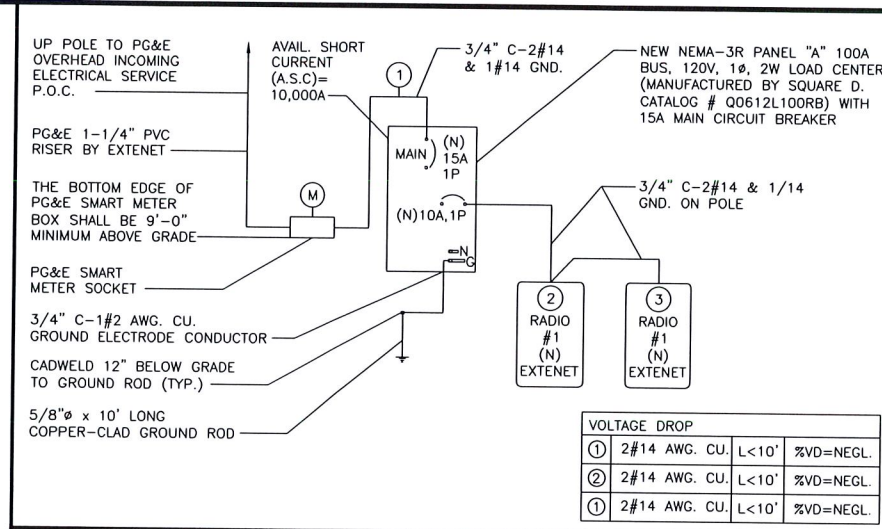 UP POLE TO PG&E
OVERHEAD INCOMING
ELECTRICAL SERVICE
P.O.C.
PG&E 1-1/4" PVC
RISER BY EXTENET
THE BOTTOM EDGE OF
PG&E SMART METER
BOX SHALL BE 9'-0"
MINIMUM ABOVE GRADE
PG&E SMART
METER SOCKET
3/4" C-1#2 AWG. CU.
GROUND ELECTRODE CONDUCTOR
CADWELD 12" BELOW GRADE
TO GROUND ROD (TYP.)
5/8"ø x 10' LONG
COPPER-CLAD GROUND ROD
M
AVAIL. SHORT
CURRENT
(A.S.C)=
10,000A
1
3/4" C-2#14
& 1#14 GND.
MAIN
(N)
15A
1P
(N)10A,1P
N
G
NEW NEMA-3R PANEL "A" 100A
BUS, 120V, 1ø, 2W LOAD CENTER
(MANUFACTURED BY SQUARE D.
CATALOG # Q0612L100RB) WITH
15A MAIN CIRCUIT BREAKER
3/4" C-2#14 & 1/14
GND. ON POLE
2
RADIO
#1
(N)
EXTENET
3
RADIO
#1
(N)
EXTENET
VOLTAGE DROP
1 2#14 AWG. CU. L<10' %VD=NEGL.
2 2#14 AWG. CU. L<10' %VD=NEGL.
1 2#14 AWG. CU. L<10' %VD=NEGL.